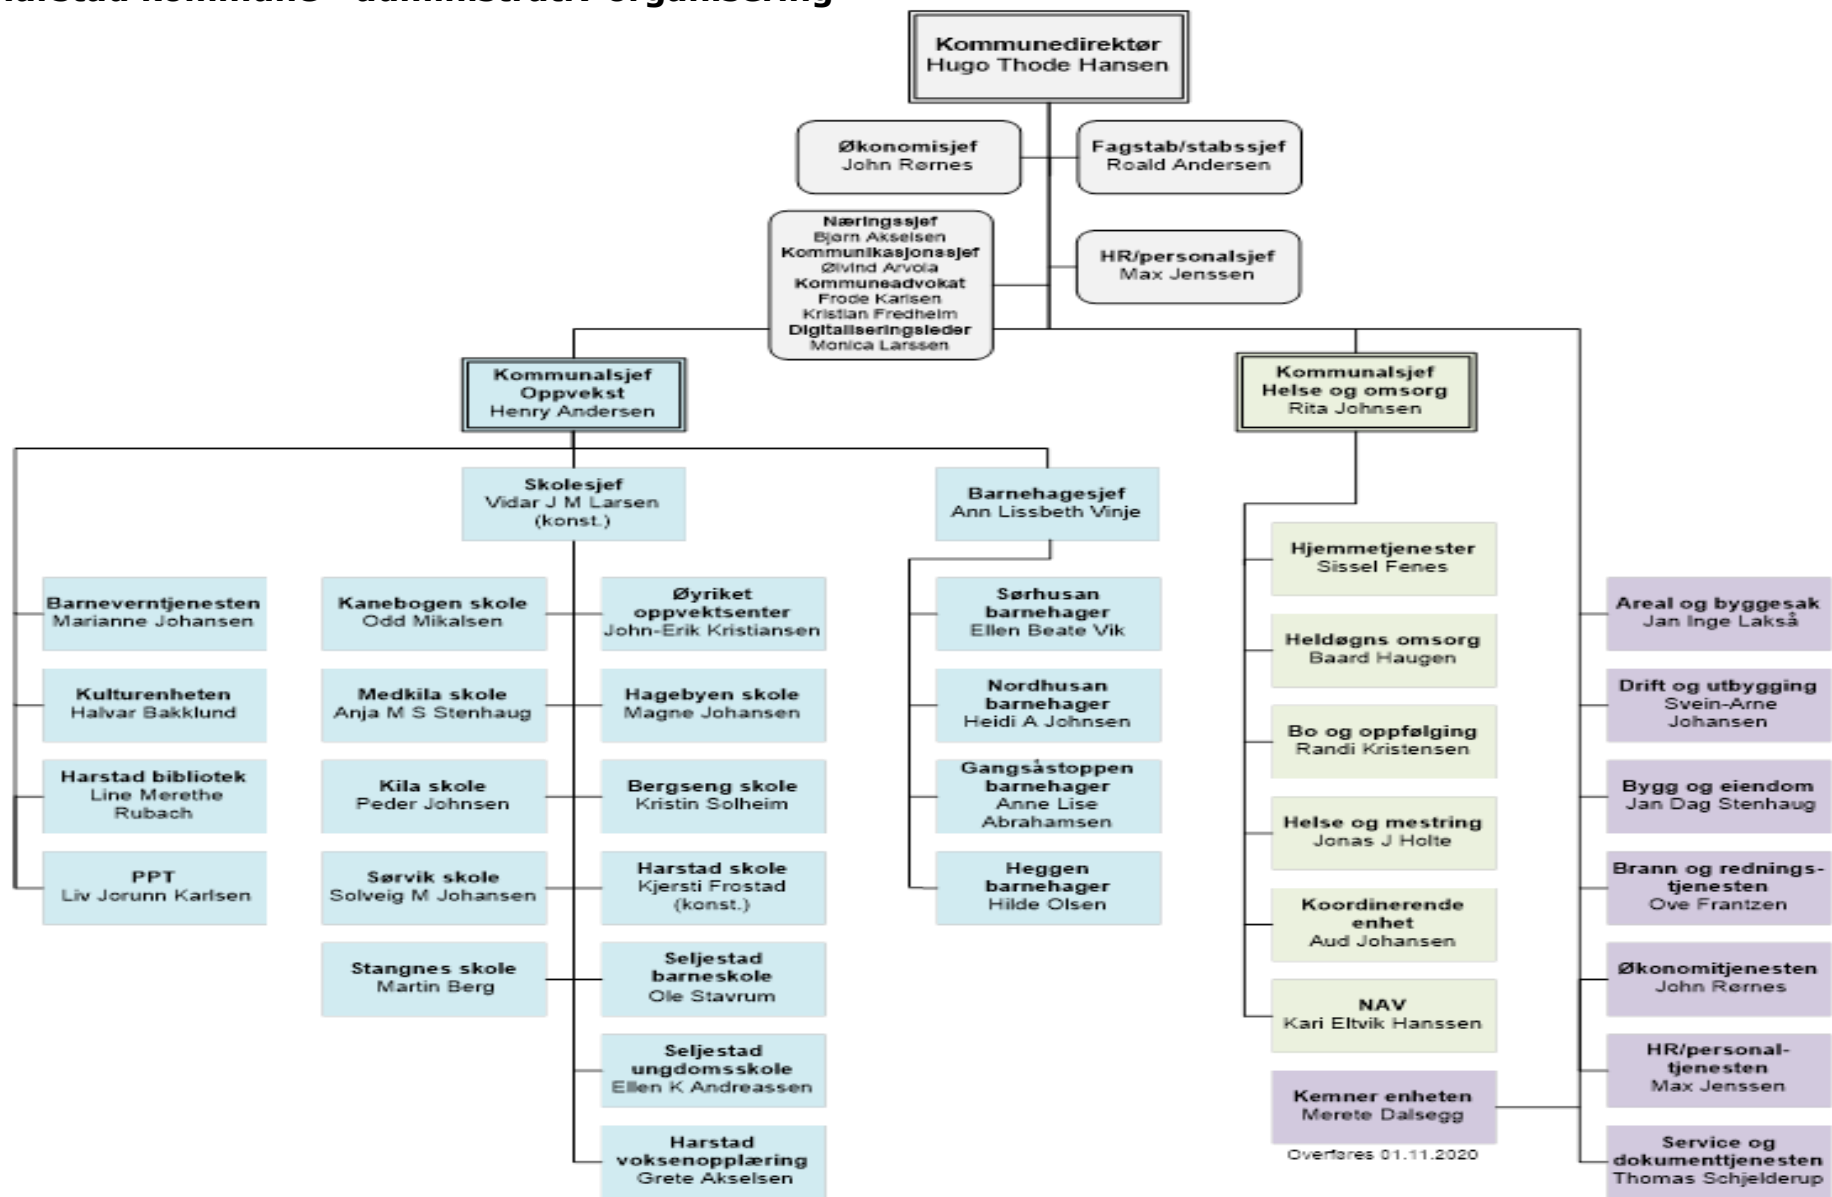 Harstad kommune - administrativ organisering
Kommunedirektør
Hugo Thode Hansen
Økonomisjef
John Rørnes
Fagstab/stabssjef
Roald Andersen
Næringssjef
Bjørn Akselsen
Kommunikasjonssjef
Øivind Arvola
Kommuneadvokat
Frode Karlsen
Kristian Fredheim
Digitaliseringsleder
Monica Larssen
HR/personalsjef
Max Jenssen
Kommunalsjef
Oppvekst
Henry Andersen
Kommunalsjef
Helse og omsorg
Rita Johnsen
Skolesjef
Vidar J M Larsen
(konst.)
Barnehagesjef
Ann Lissbeth Vinje
Barneverntjenesten
Marianne Johansen
Kulturenheten
Halvar Bakklund
Harstad bibliotek
Line Merethe
Rubach
PPT
Liv Jorunn Karlsen
Kanebogen skole
Odd Mikalsen
Medkila skole
Anja M S Stenhaug
Kila skole
Peder Johnsen
Sørvik skole
Solveig M Johansen
Stangnes skole
Martin Berg
Øyriket
oppvektsenter
John-Erik Kristiansen
Hagebyen skole
Magne Johansen
Bergseng skole
Kristin Solheim
Harstad skole
Kjersti Frostad
(konst.)
Seljestad
barneskole
Ole Stavrum
Seljestad
ungdomsskole
Ellen K Andreassen
Harstad
voksenopplæring
Grete Akselsen
Sørhusan
barnehager
Ellen Beate Vik
Nordhusan
barnehager
Heidi A Johnsen
Gangsåstoppen
barnehager
Anne Lise
Abrahamsen
Heggen
barnehager
Hilde Olsen
Hjemmetjenester
Sissel Fenes
Heldøgns omsorg
Baard Haugen
Bo og oppfølging
Randi Kristensen
Helse og mestring
Jonas J Holte
Koordinerende
enhet
Aud Johansen
NAV
Kari Eltvik Hanssen
Kemner enheten
Merete Dalsegg
Overføres 01.11.2020
Areal og byggesak
Jan Inge Lakså
Drift og utbygging
Svein-Arne
Johansen
Bygg og eiendom
Jan Dag Stenhaug
Brann og rednings-
tjenesten
Ove Frantzen
Økonomitjenesten
John Rørnes
HR/personal-
tjenesten
Max Jenssen
Service og
dokumenttjenesten
Thomas Schjelderup